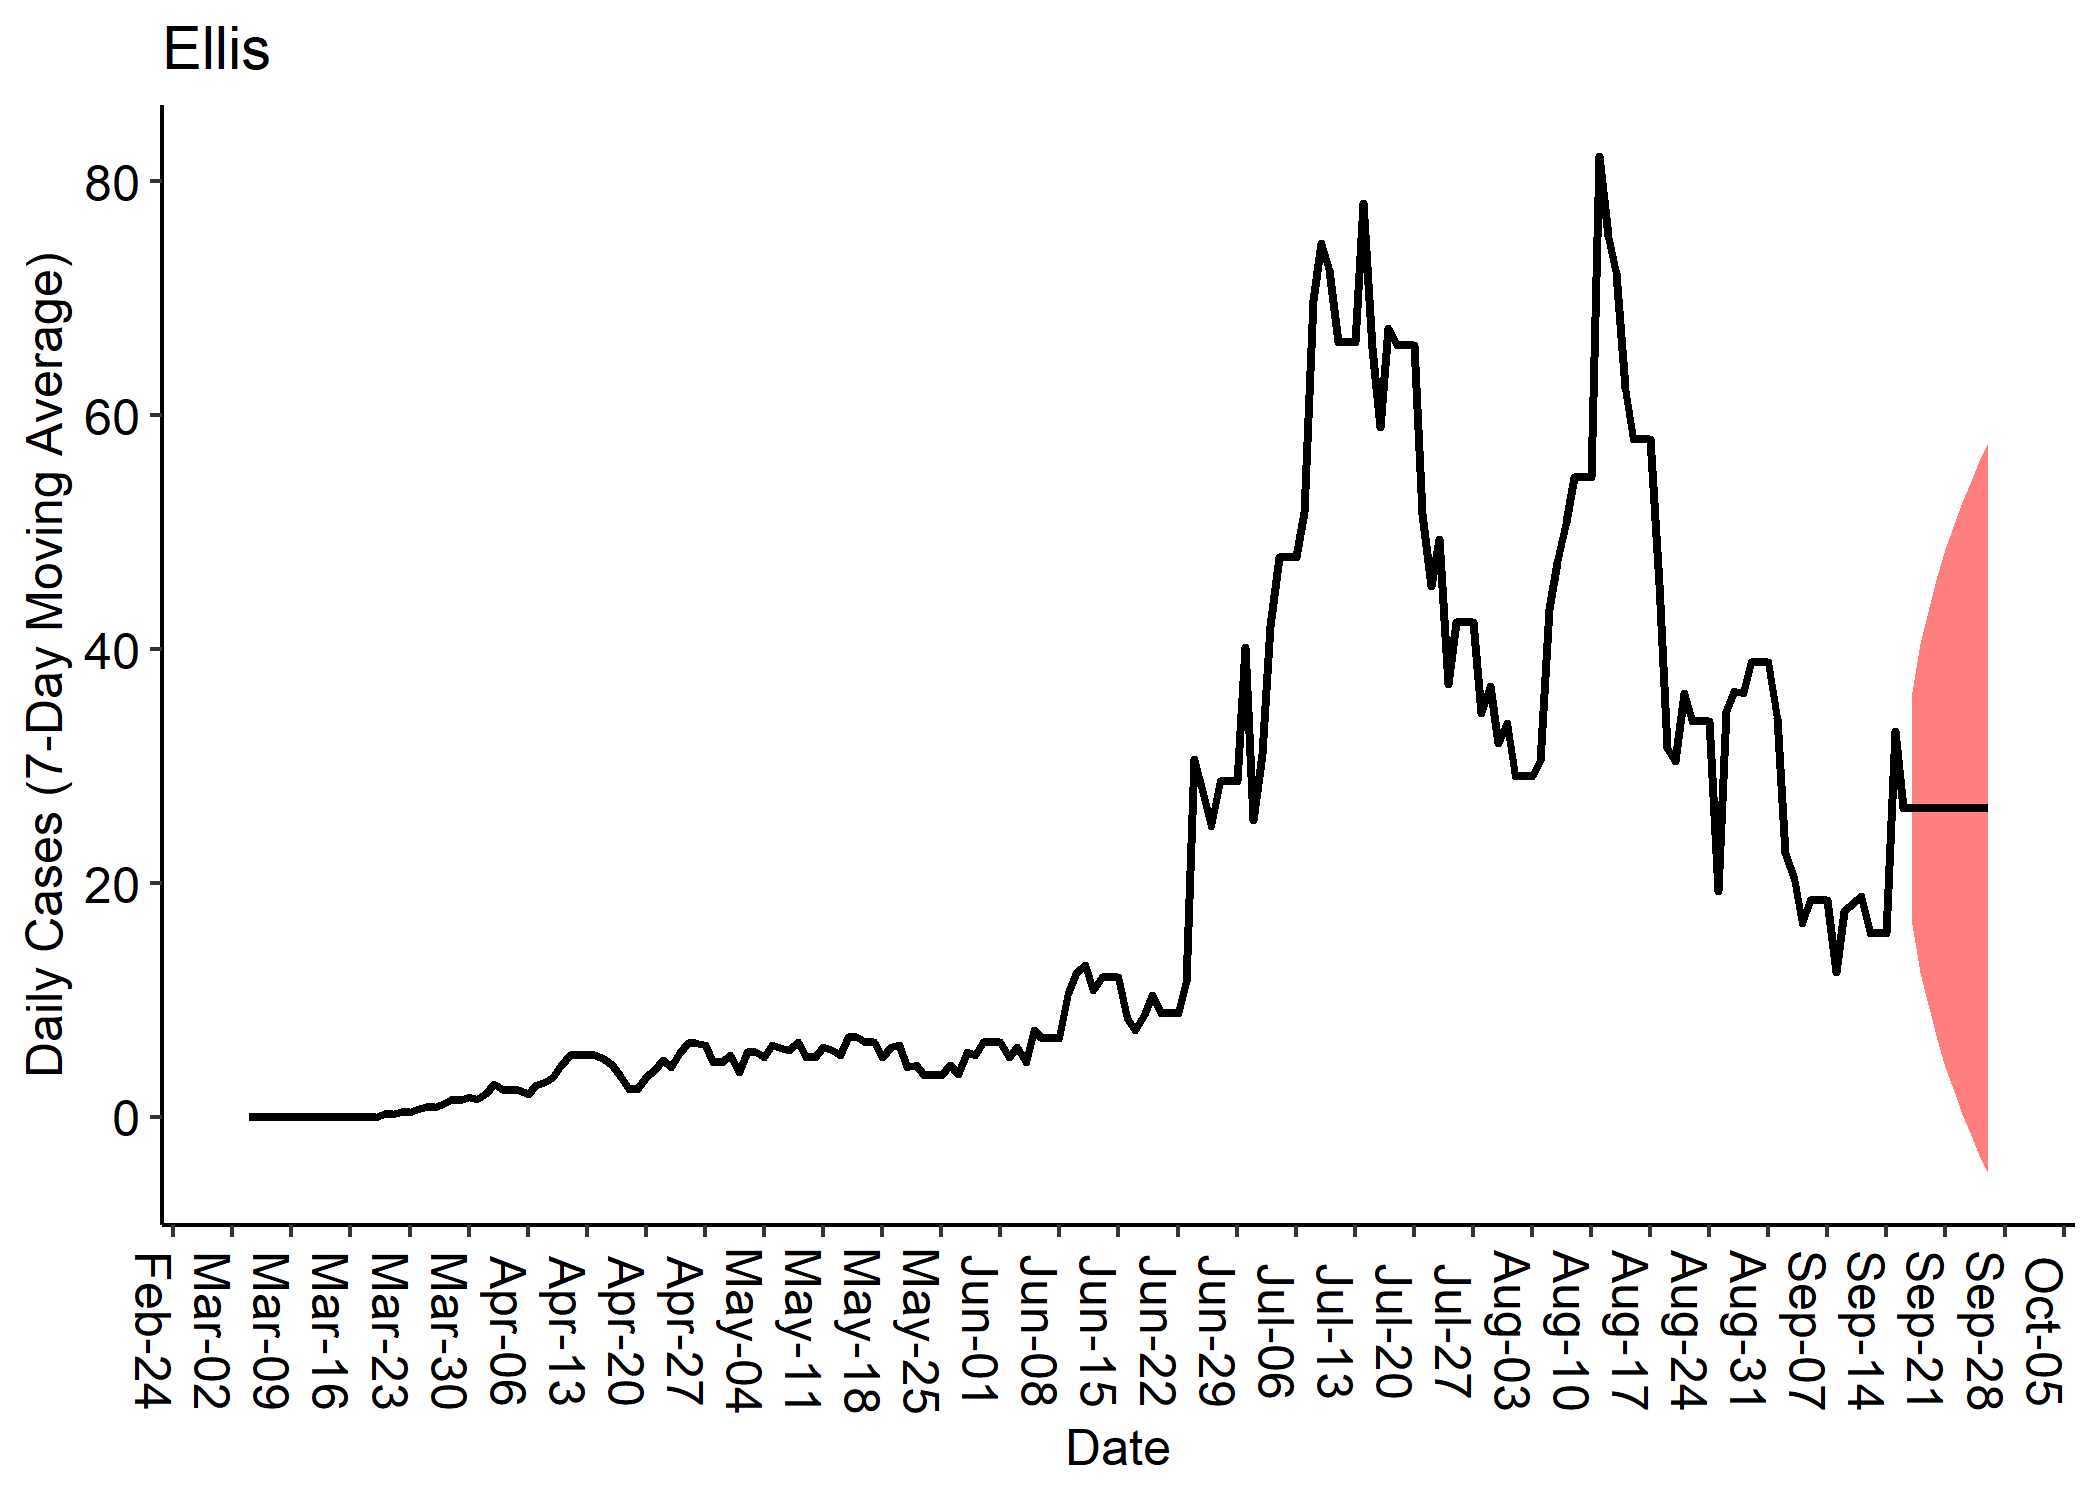 Ellis
Daily Cases (7-Day Moving Average)
80
60
40
20
0
Feb-24
Mar-02
Mar-09
Mar-16
Mar-23
Mar-30
Apr-06
Apr-13
Apr-20
Apr-27
May-04
May-11
May-18
May-25
Jun-01
Jun-08
Jun-15
Jun-22
Jun-29
Jul-06
Jul-13
Jul-20
Jul-27
Aug-03
Aug-10
Aug-17
Aug-24
Aug-31
Sep-07
Sep-14
Sep-21
Sep-28
Oct-05
Date